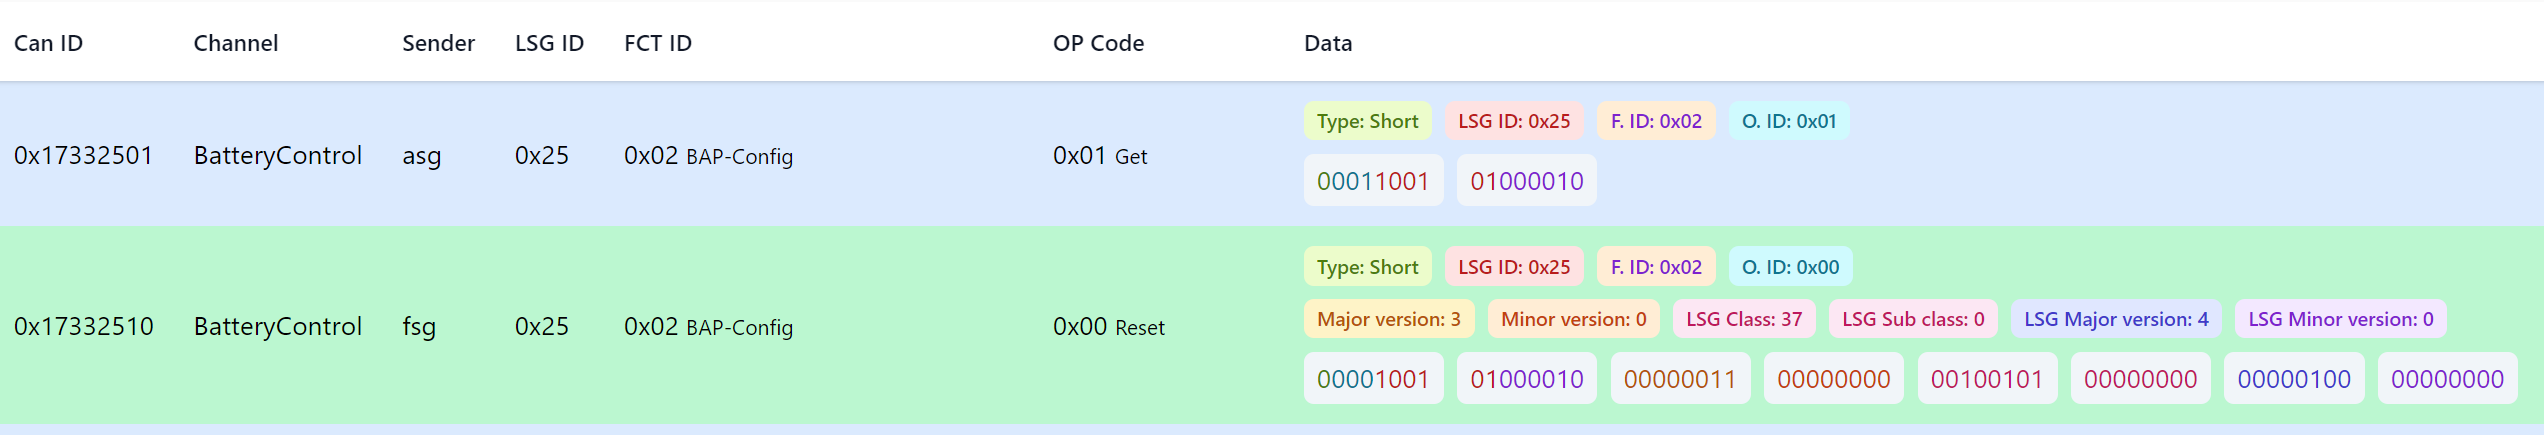 Can ID Channel Sender LSG ID FCT ID OP Code Data
Type: Short LSG ID: 0x25 F. ID: 0x02 O. ID: 0x01
0x17332501 BatteryControl asg 0x25 0x02 BAP-Config 0x01 Get
00011001 01000010
Type: Short LSG ID: 0x25 F. ID: 0x02 O. ID: 0x00
0x17332510 BatteryControl fsg 0x25 0x02 BAP-Config 0x00 Reset Major version: 3 Minor version: 0 LSG Class: 37 LSG Sub class: 0 LSG Major version: 4 LSG Minor version: 0
00001001 01000010 00000011 00000000 00100101 00000000 00000100 00000000